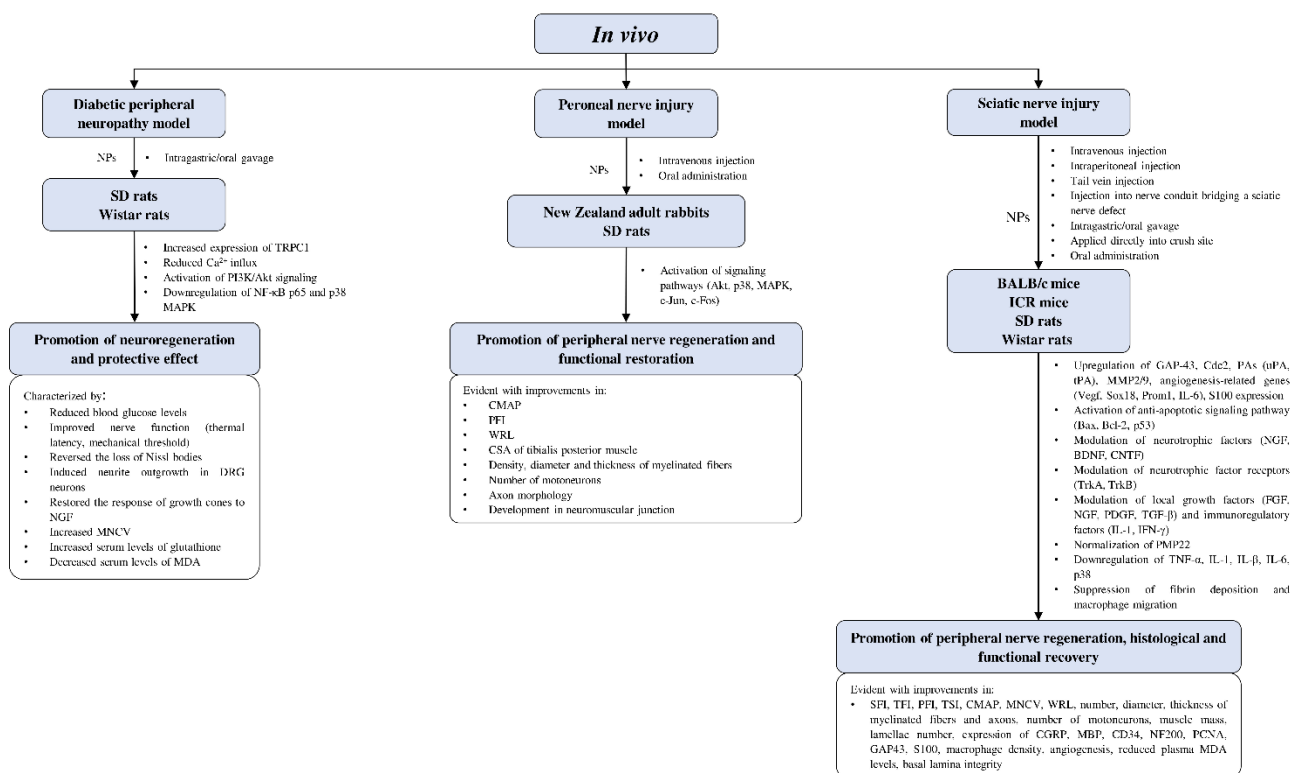 In vivo
Diabetic peripheral
neuropathy model
NPs
• Intragastric/oral gavage
SD rats
Wistar rats
• Increased expression of TRPC1
• Reduced Ca²⁺ influx
• Activation of PI3K/Akt signaling
• Downregulation of NF-κB p65 and p38
MAPK
Promotion of neuroregeneration
and protective effect
Characterized by:
• Reduced blood glucose levels
• Improved nerve function (thermal
latency, mechanical threshold)
• Reversed the loss of Nissl bodies
• Induced neurite outgrowth in DRG
neurons
• Restored the response of growth cones to
NGF
• Increased MNCV
• Increased serum levels of glutathione
• Decreased serum levels of MDA
Peroneal nerve injury
model
NPs
• Intravenous injection
• Oral administration
New Zealand adult rabbits
SD rats
• Activation of signaling
pathways (Akt, p38, MAPK,
c-Jun, c-Fos)
Promotion of peripheral nerve regeneration and
functional restoration
Evident with improvements in:
• CMAP
• PFI
• WRL
• CSA of tibialis posterior muscle
• Density, diameter and thickness of myelinated fibers
• Number of motoneurons
• Axon morphology
• Development in neuromuscular junction
Sciatic nerve injury
model
NPs
• Intravenous injection
• Intraperitoneal injection
• Tail vein injection
• Injection into nerve conduit bridging a sciatic
nerve defect
• Intragastric/oral gavage
• Applied directly into crush site
• Oral administration
BALB/c mice
ICR mice
SD rats
Wistar rats
• Upregulation of GAP-43, Cdc2, PAs (uPA,
tPA), MMP2/9, angiogenesis-related genes
(Vegf, Sox18, Prom1, IL-6), S100 expression
• Activation of anti-apoptotic signaling pathway
(Bax, Bcl-2, p53)
• Modulation of neurotrophic factors (NGF,
BDNF, CNTF)
• Modulation of neurotrophic factor receptors
(TrkA, TrkB)
• Modulation of local growth factors (FGF,
NGF, PDGF, TGF-β) and immunoregulatory
factors (IL-1, IFN-γ)
• Normalization of PMP22
• Downregulation of TNF-α, IL-1, IL-β, IL-6,
p38
• Suppression of fibrin deposition and
macrophage migration
Promotion of peripheral nerve regeneration, histological and
functional recovery
Evident with improvements in:
• SFI, TFI, PFI, TSI, CMAP, MNCV, WRL, number, diameter, thickness of
myelinated fibers and axons, number of motoneurons, muscle mass,
lamellae number, expression of CGRP, MBP, CD34, NF200, PCNA,
GAP43, S100, macrophage density, angiogenesis, reduced plasma MDA
levels, basal lamina integrity